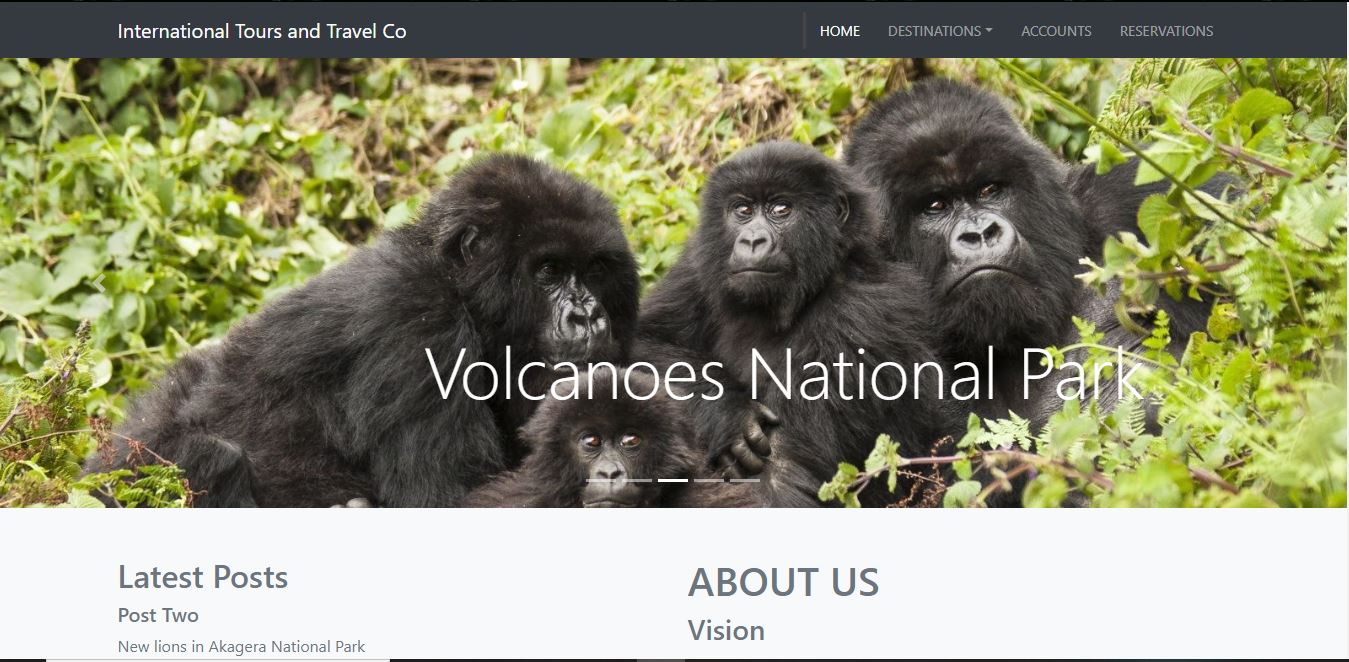 International Tours and Travel Co
HOME DESTINATIONS ACCOUNTS RESERVATIONS
Volcanoes National Park
Latest Posts
Post Two
New lions in Akagera National Park
ABOUT US
Vision